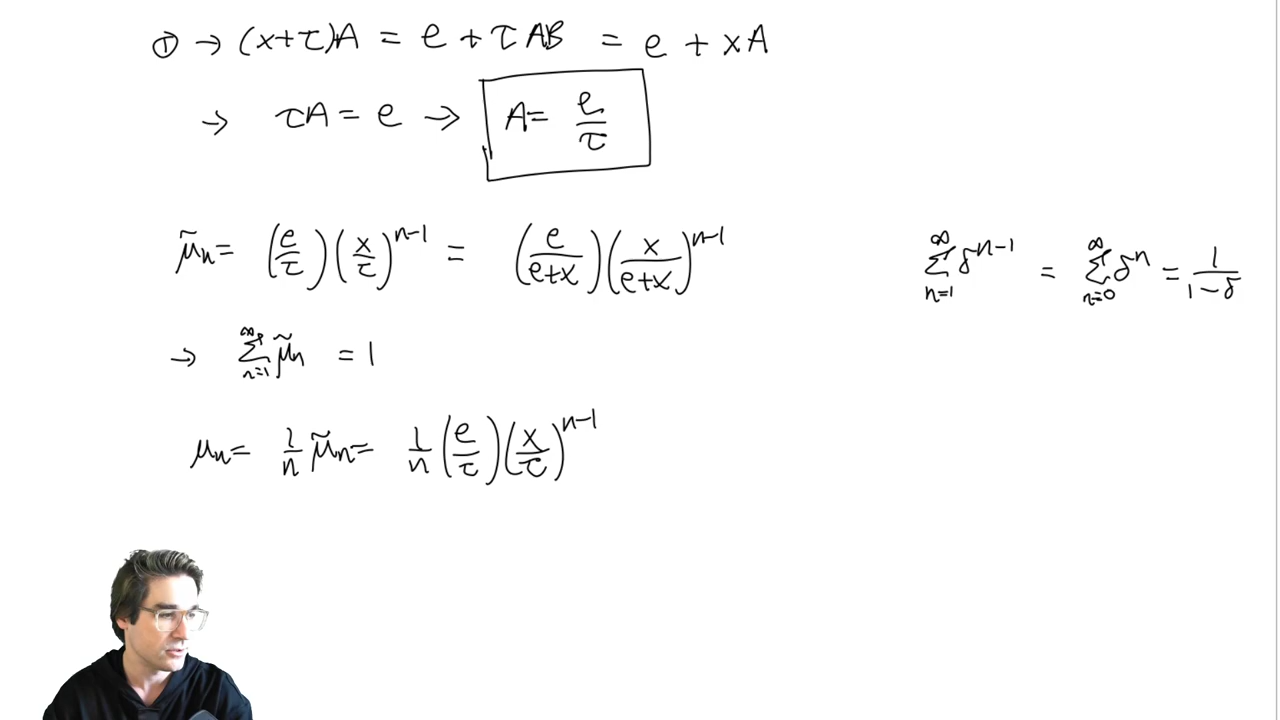 ① → (x+τ)A = e + τAB = e + xA
→ τA = e → A = e/τ
μ̃ₙ = (e/τ)(x/τ)^{n-1} = (e/(e+x))(x/(e+x))^{n-1}
∑_{n=1}^{∞} δ^{n-1} = ∑_{n=0}^{∞} δ^n = 1/(1-δ)
→ ∑_{n=1}^{∞} μ̃ₙ = 1
μₙ = 1/n μ̃ₙ = 1/n (e/τ)(x/τ)^{n-1}